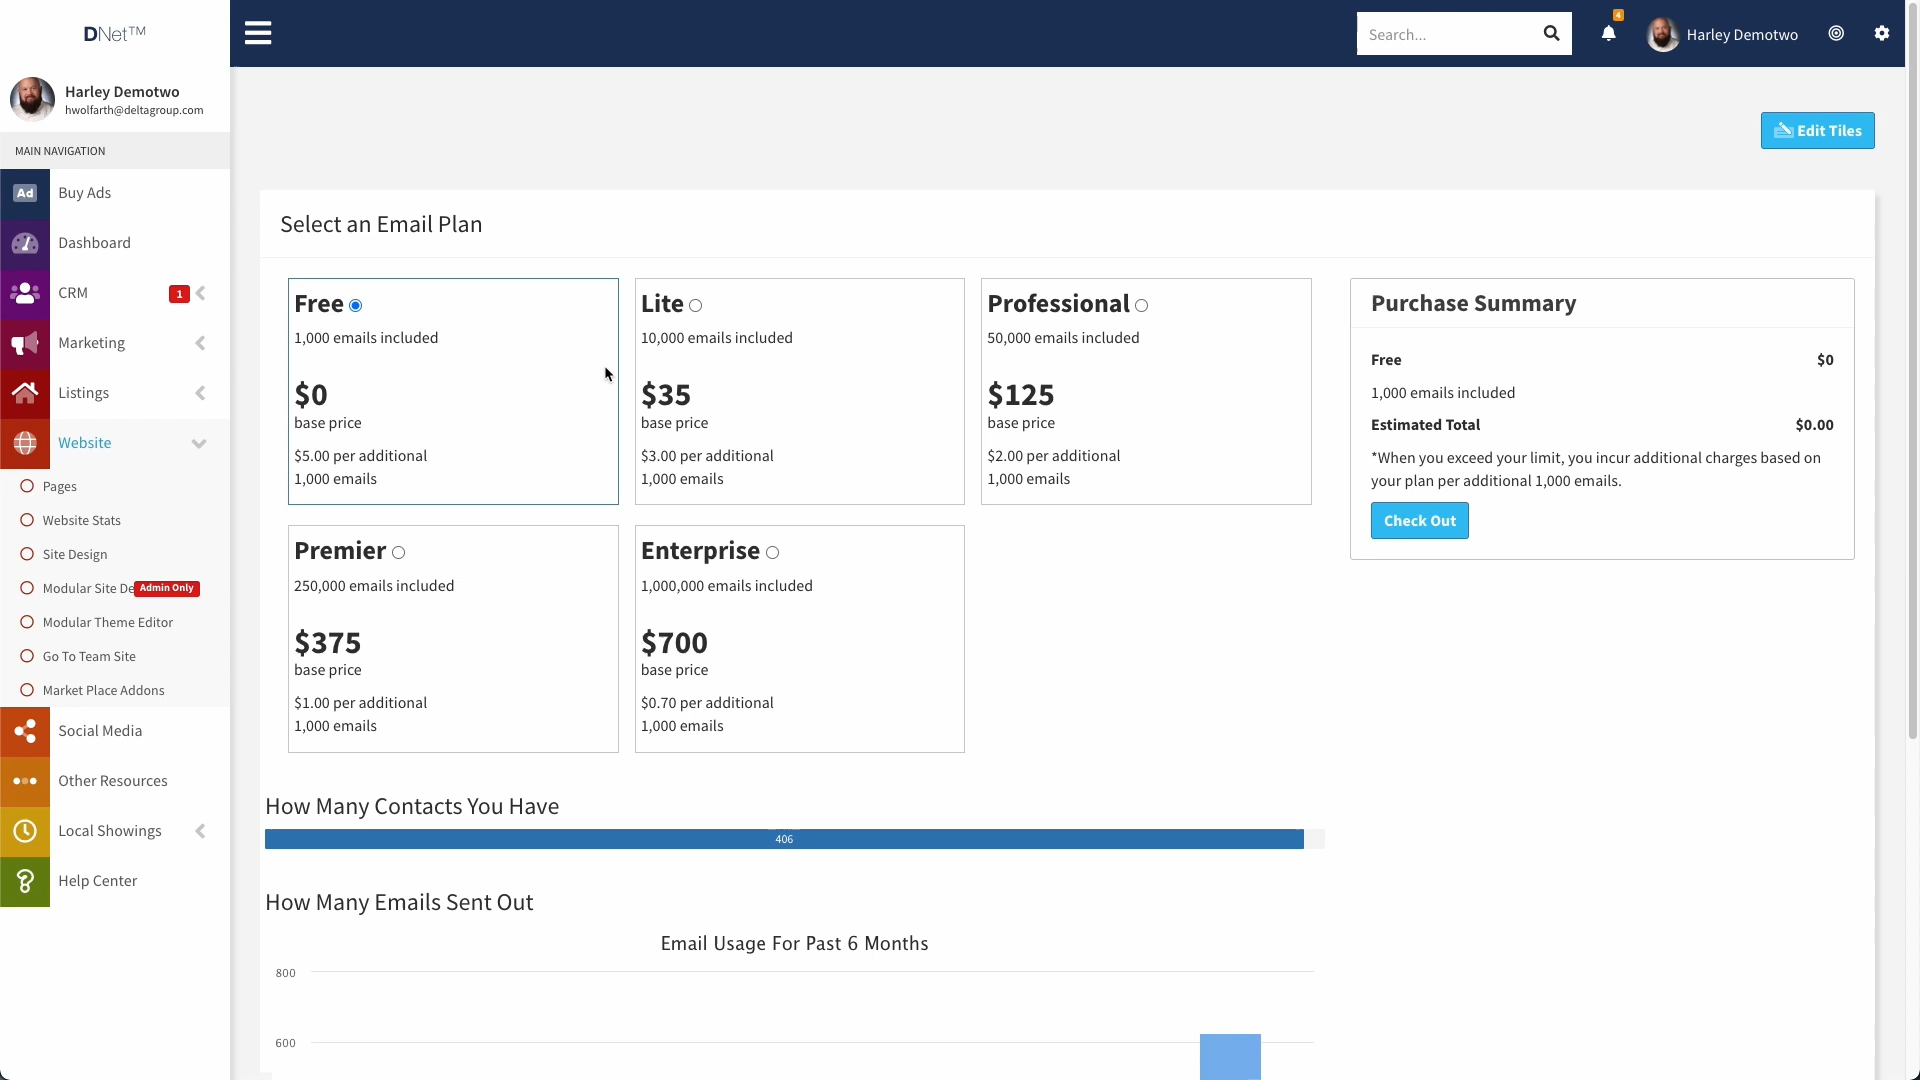 DNet™
Search...
4
Harley Demotwo
Harley Demotwo
hwolfarth@deltagroup.com
MAIN NAVIGATION
Ad
Buy Ads
Dashboard
CRM
1
Marketing
Listings
Website
Pages
Website Stats
Site Design
Modular Site De
Admin Only
Modular Theme Editor
Go To Team Site
Market Place Addons
Social Media
Other Resources
Local Showings
Help Center
Edit Tiles
Select an Email Plan
Free
1,000 emails included
$0
base price
$5.00 per additional
1,000 emails
Lite
10,000 emails included
$35
base price
$3.00 per additional
1,000 emails
Professional
50,000 emails included
$125
base price
$2.00 per additional
1,000 emails
Premier
250,000 emails included
$375
base price
$1.00 per additional
1,000 emails
Enterprise
1,000,000 emails included
$700
base price
$0.70 per additional
1,000 emails
Purchase Summary
Free $0
1,000 emails included
Estimated Total $0.00
*When you exceed your limit, you incur additional charges based on
your plan per additional 1,000 emails.
Check Out
How Many Contacts You Have
406
How Many Emails Sent Out
Email Usage For Past 6 Months
800
600